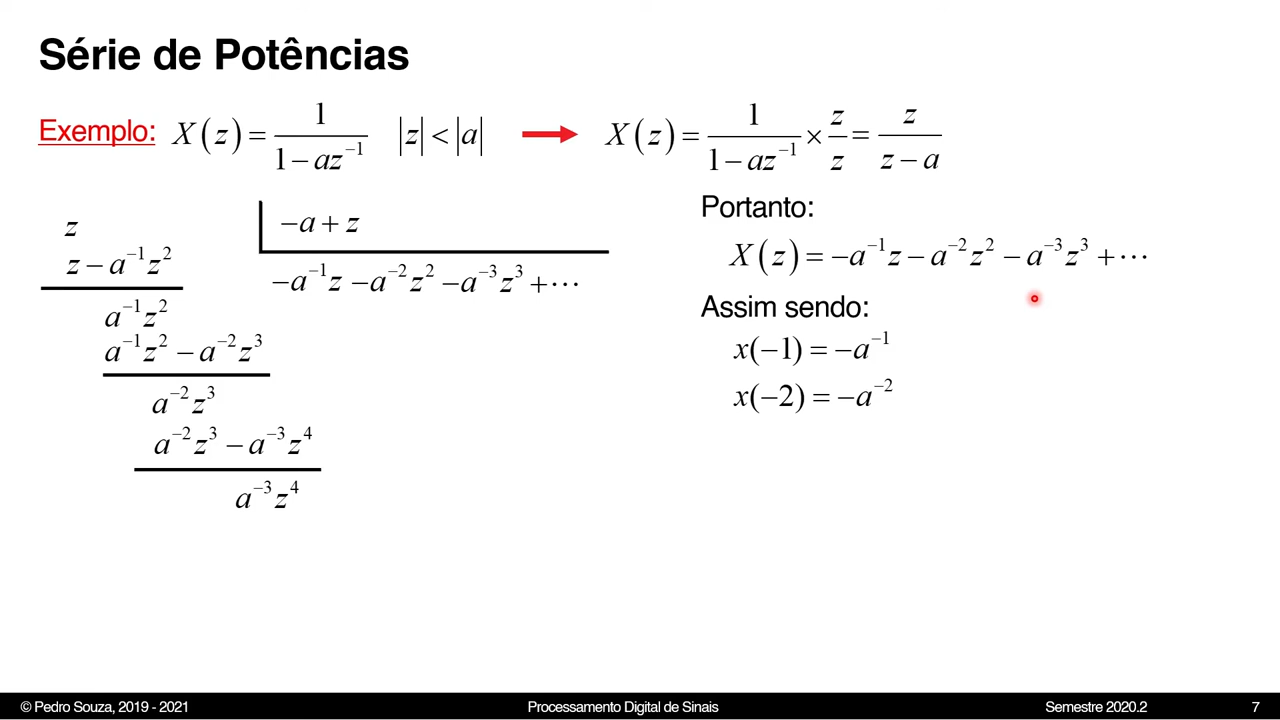 Série de Potências
Exemplo: X(z) = 1 / (1 − az⁻¹) |z| < |a| → X(z) = 1 / (1 − az⁻¹) × z / z = z / (z − a)
z
z − a⁻¹z²
a⁻¹z²
a⁻¹z² − a⁻²z³
a⁻²z³
a⁻²z³ − a⁻³z⁴
a⁻³z⁴
−a + z
−a⁻¹z − a⁻²z² − a⁻³z³ + ⋯
Portanto:
X(z) = −a⁻¹z − a⁻²z² − a⁻³z³ + ⋯
Assim sendo:
x(−1) = −a⁻¹
x(−2) = −a⁻²
© Pedro Souza, 2019 - 2021 Processamento Digital de Sinais Semestre 2020.2 7